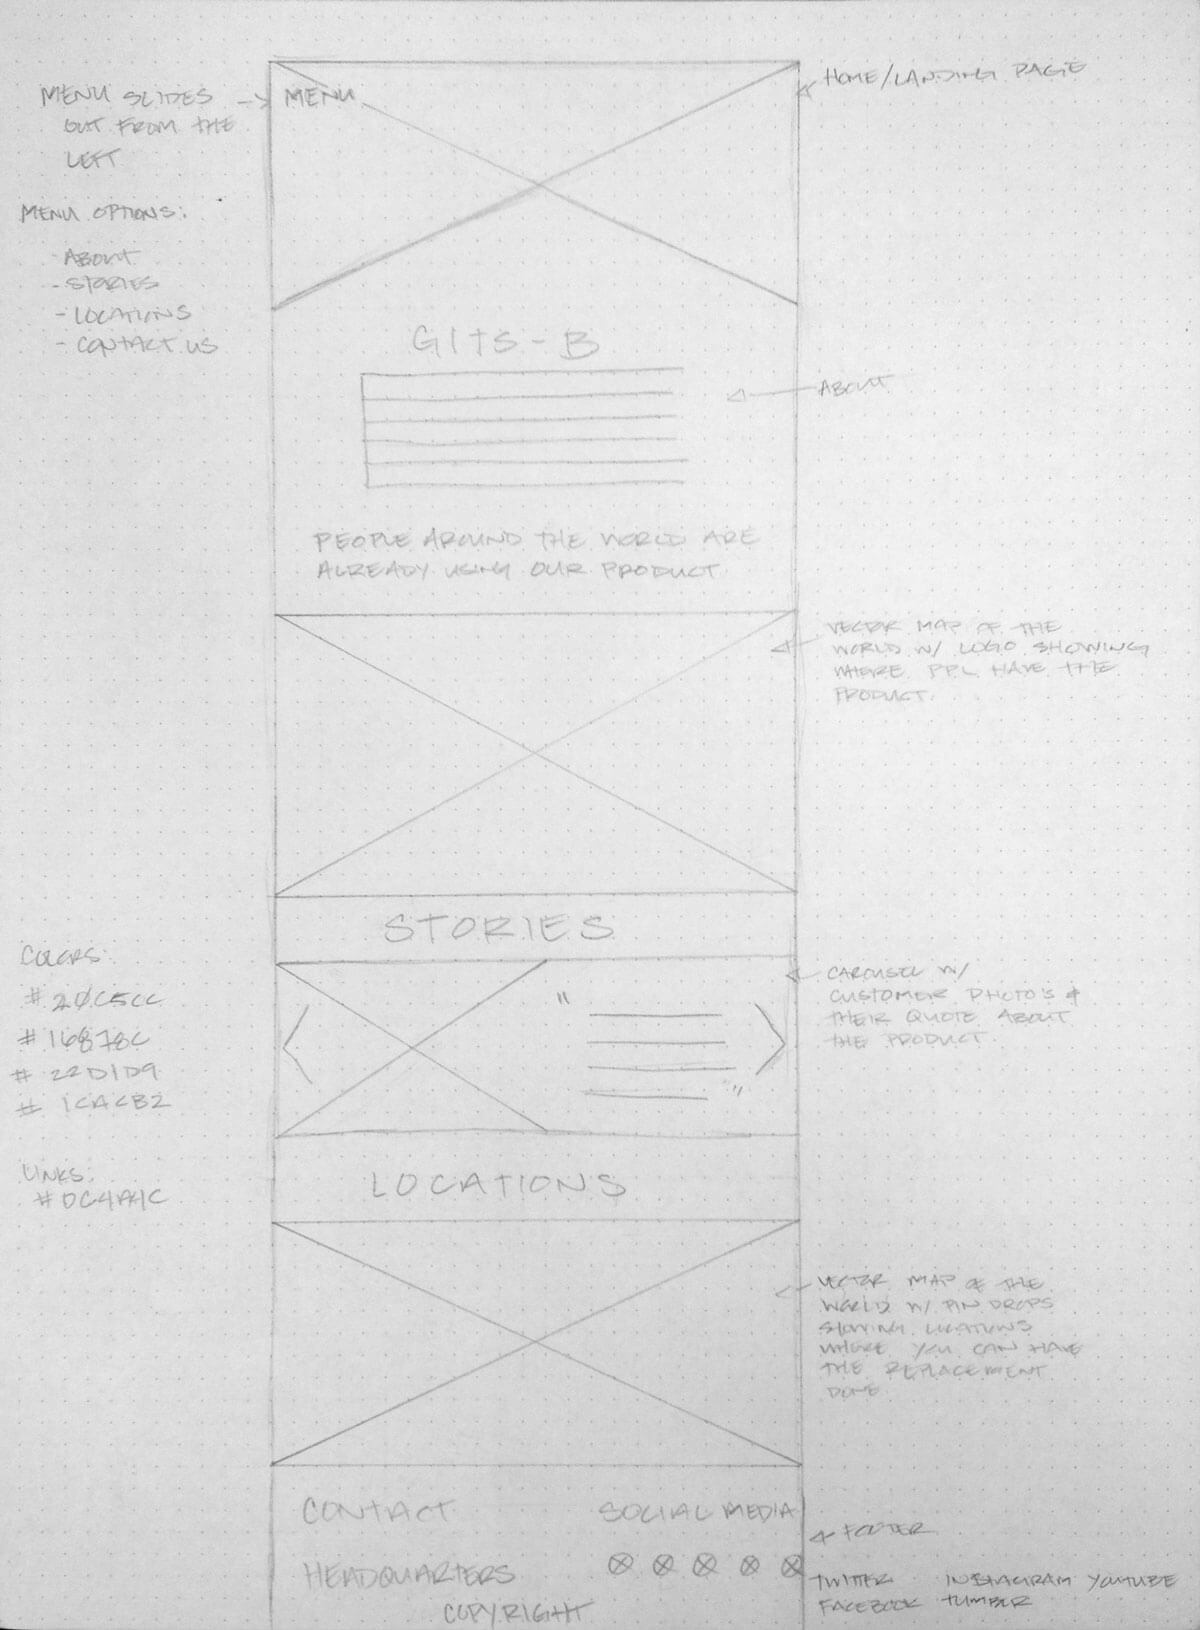 HOME/LANDING PAGE
MENU SLIDES
OUT FROM THE
LEFT
MENU
MENU OPTIONS:
- ABOUT
- STORIES
- LOCATIONS
- CONTACT US
GITS-B
ABOUT
PEOPLE AROUND THE WORLD ARE
ALREADY USING OUR PRODUCT.
VECTOR MAP OF THE
WORLD W/ LOGO SHOWING
WHERE PPL HAVE THE
PRODUCT.
STORIES
COLORS:
# 20C5CC
# 16878C
# 22D1D9
# 1CACB2
"
"
CAROUSEL W/
CUSTOMER PHOTO'S &
THEIR QUOTE ABOUT
THE PRODUCT.
LINKS:
# DC4A4C
LOCATIONS
VECTOR MAP OF THE
WORLD W/ PIN DROPS
SHOWING LOCATIONS
WHERE YOU CAN HAVE
THE REPLACEMENT
DONE
CONTACT
SOCIAL MEDIA
FOOTER
HEADQUARTERS
COPYRIGHT
TWITTER INSTAGRAM YOUTUBE
FACEBOOK TUMBLR